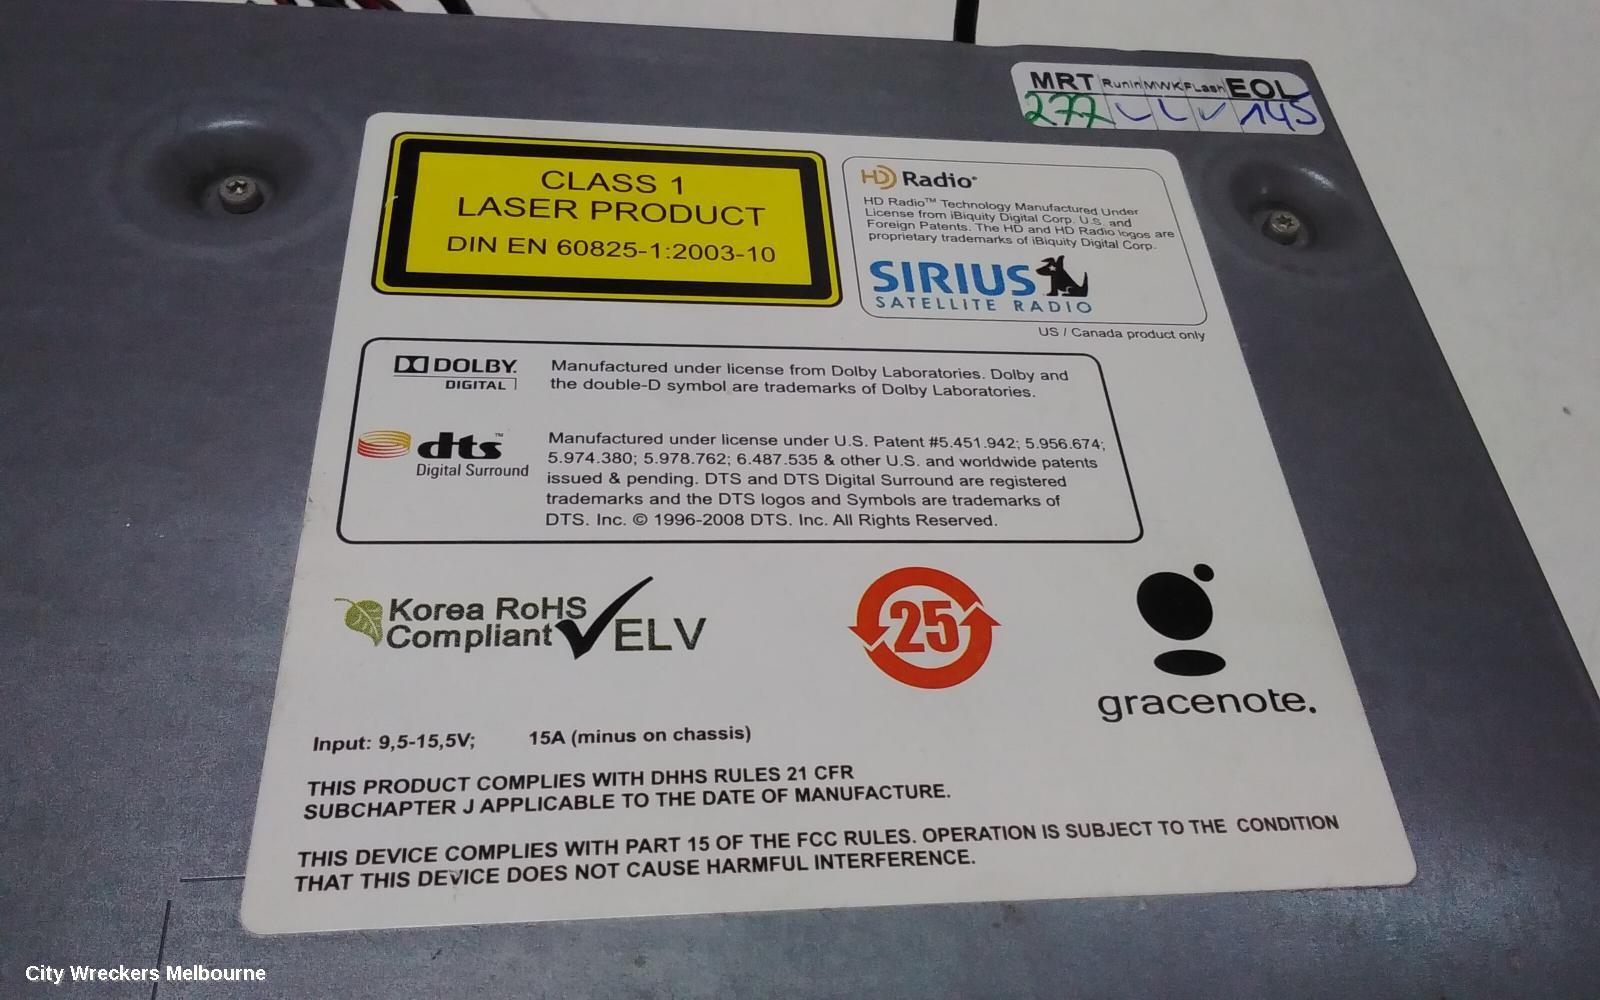 MRT RuninMWKFLash EOL
277 145
CLASS 1
LASER PRODUCT
DIN EN 60825-1:2003-10
HD Radio
HD Radio™ Technology Manufactured Under
License from iBiquity Digital Corp. U.S. and
Foreign Patents. The HD and HD Radio logos are
proprietary trademarks of iBiquity Digital Corp.
SIRIUS
SATELLITE RADIO
US / Canada product only
DOLBY
DIGITAL
Manufactured under license from Dolby Laboratories. Dolby and
the double-D symbol are trademarks of Dolby Laboratories.
dts™
Digital Surround
Manufactured under license under U.S. Patent #5.451.942; 5.956.674;
5.974.380; 5.978.762; 6.487.535 & other U.S. and worldwide patents
issued & pending. DTS and DTS Digital Surround are registered
trademarks and the DTS logos and Symbols are trademarks of
DTS. Inc. © 1996-2008 DTS. Inc. All Rights Reserved.
Korea RoHS
Compliant
ELV
25
gracenote.
Input: 9,5-15,5V; 15A (minus on chassis)
THIS PRODUCT COMPLIES WITH DHHS RULES 21 CFR
SUBCHAPTER J APPLICABLE TO THE DATE OF MANUFACTURE.
THIS DEVICE COMPLIES WITH PART 15 OF THE FCC RULES. OPERATION IS SUBJECT TO THE CONDITION
THAT THIS DEVICE DOES NOT CAUSE HARMFUL INTERFERENCE.
City Wreckers Melbourne